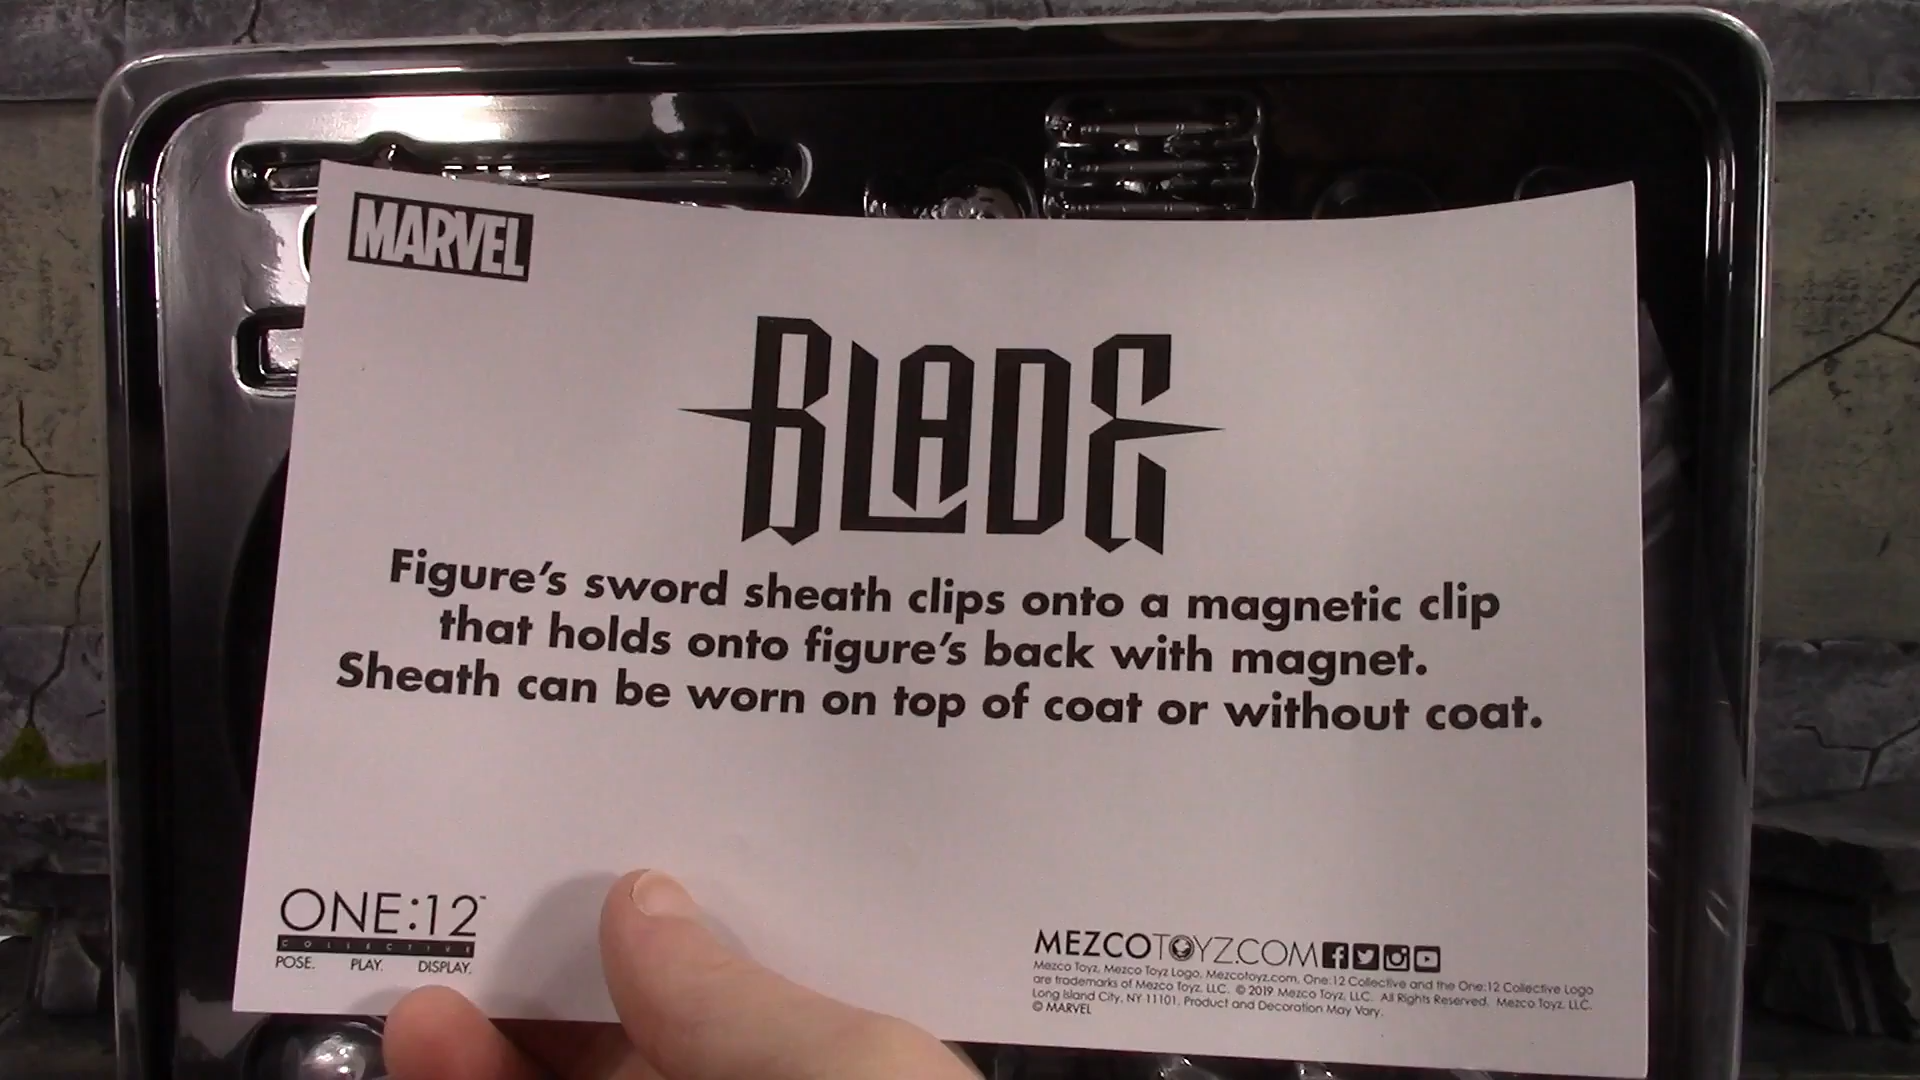 MARVEL
BLADE
Figure's sword sheath clips onto a magnetic clip
that holds onto figure's back with magnet.
Sheath can be worn on top of coat or without coat.
ONE:12™
COLLECTIVE
POSE. PLAY. DISPLAY.
MEZCOTOYZ.COM
Mezco Toyz, Mezco Toyz Logo, Mezcotoyz.com, One:12 Collective and the One:12 Collective Logo
are trademarks of Mezco Toyz, LLC. © 2019 Mezco Toyz, LLC. All Rights Reserved. Mezco Toyz, LLC.
Long Island City, NY 11101. Product and Decoration May Vary.
© MARVEL